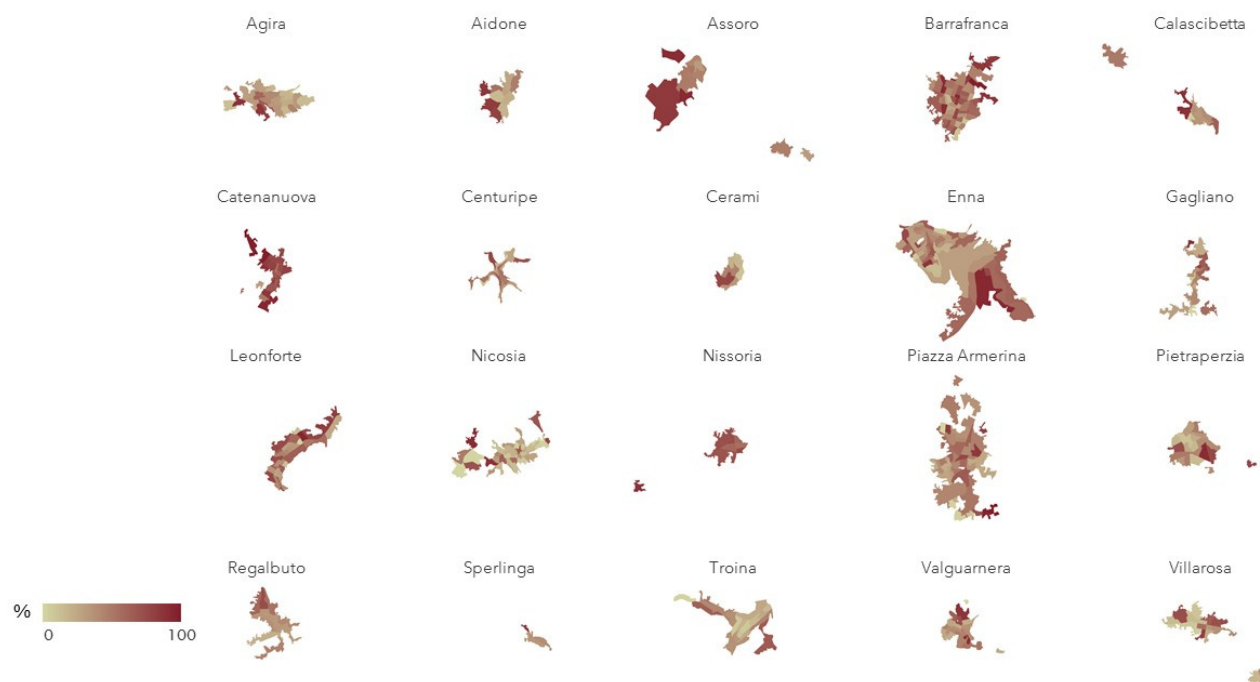 Agira Aidone Assoro Barrafranca Calascibetta
Catenanuova Centuripe Cerami Enna Gagliano
Leonforte Nicosia Nissoria Piazza Armerina Pietraperzia
Regalbuto Sperlinga Troina Valguarnera Villarosa
%
0 100